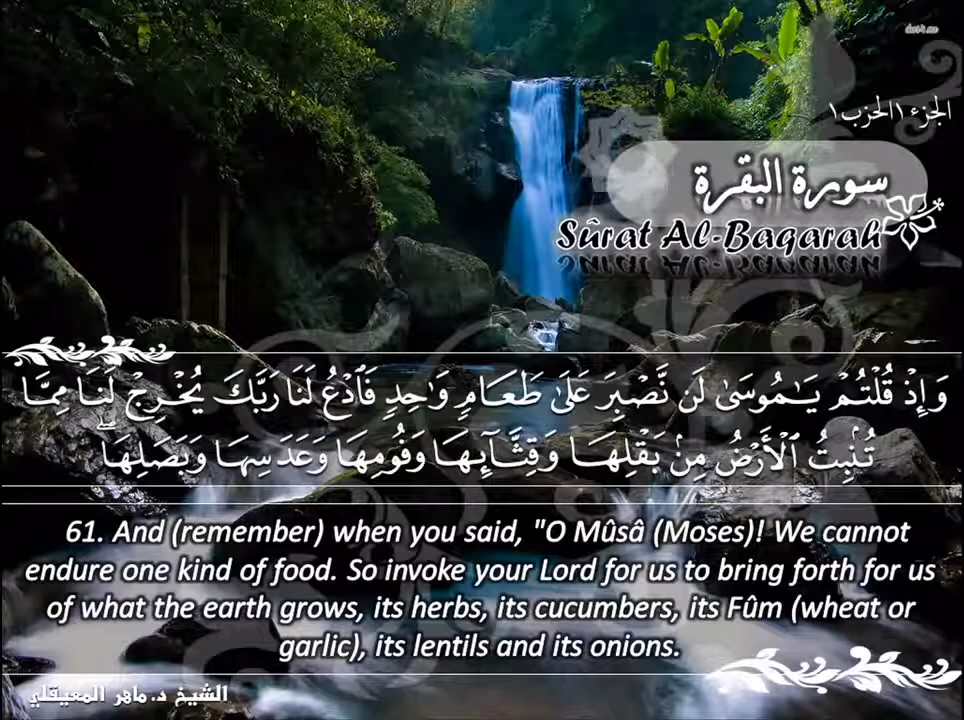 الجزء ١ الحزب ١
سورة البقرة
Sûrat Al-Baqarah
وَإِذْ قُلْتُمْ يَـٰمُوسَىٰ لَن نَّصْبِرَ عَلَىٰ طَعَامٍ وَٰحِدٍ فَٱدْعُ لَنَا رَبَّكَ يُخْرِجْ لَنَا مِمَّا
تُنۢبِتُ ٱلْأَرْضُ مِنۢ بَقْلِهَا وَقِثَّآئِهَا وَفُومِهَا وَعَدَسِهَا وَبَصَلِهَا ۖ
61. And (remember) when you said, "O Mûsâ (Moses)! We cannot
endure one kind of food. So invoke your Lord for us to bring forth for us
of what the earth grows, its herbs, its cucumbers, its Fûm (wheat or
garlic), its lentils and its onions.
الشيخ د. ماهر المعيقلي